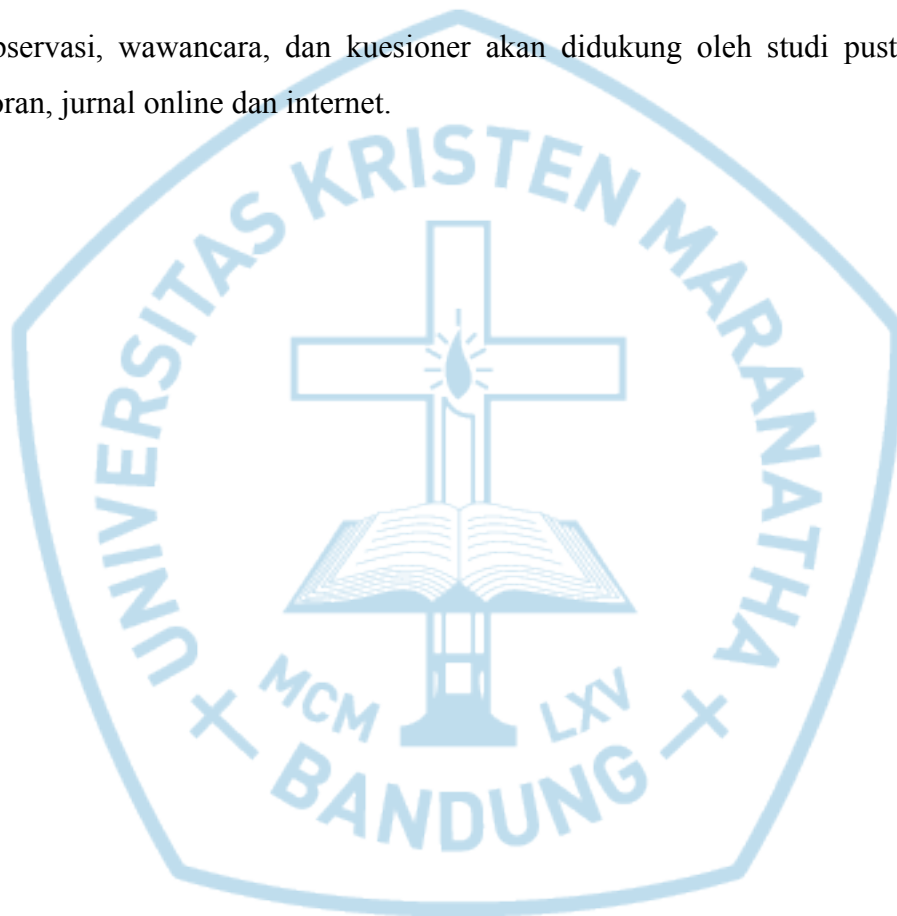 bservasi, wawancara, dan kuesioner akan didukung oleh studi pust
oran, jurnal online dan internet.
UNIVERSITAS KRISTEN MARANATHA
MCM LXV
+ BANDUNG +